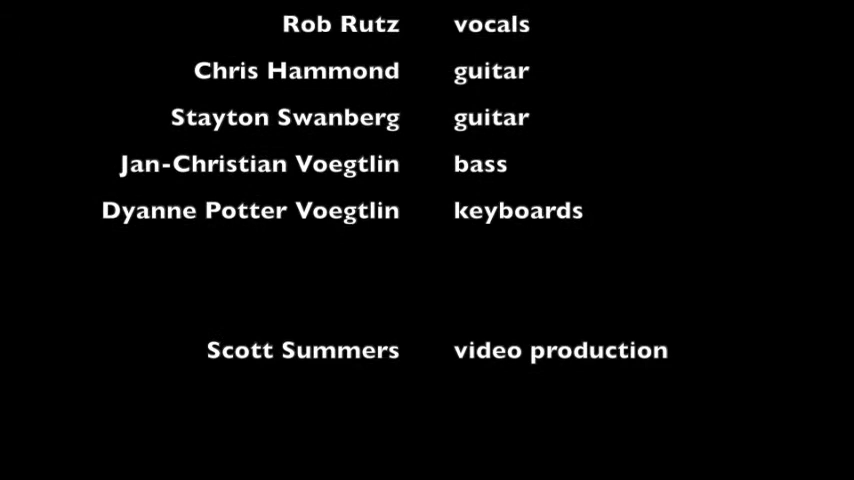 Rob Rutz vocals
Chris Hammond guitar
Stayton Swanberg guitar
Jan-Christian Voegtlin bass
Dyanne Potter Voegtlin keyboards
Scott Summers video production